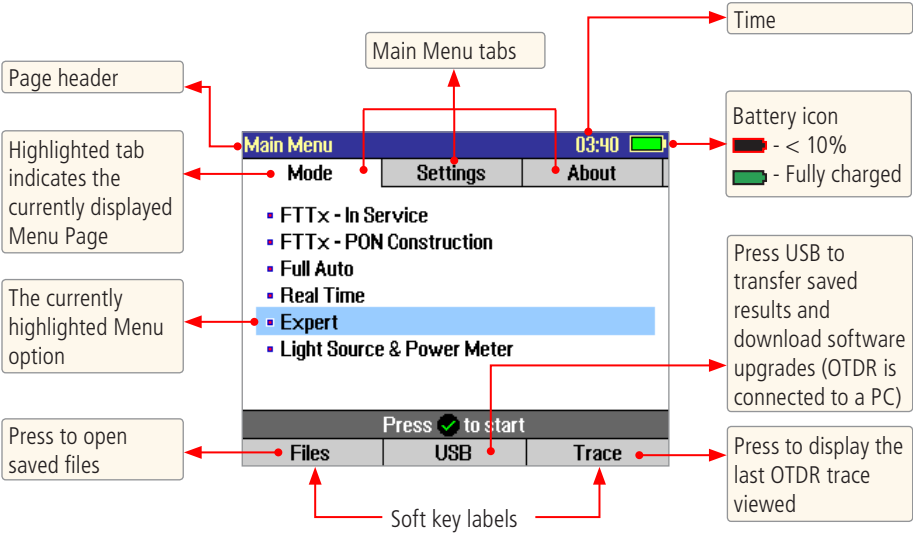 Time
Main Menu tabs
Page header
Battery icon
- < 10%
- Fully charged
Highlighted tab
indicates the
currently displayed
Menu Page
Main Menu
03:40
Mode
Settings
About
FTTx - In Service
FTTx - PON Construction
Full Auto
Real Time
Expert
Light Source & Power Meter
The currently
highlighted Menu
option
Press USB to
transfer saved
results and
download software
upgrades (OTDR is
connected to a PC)
Press to start
Files
USB
Trace
Press to open
saved files
Press to display the
last OTDR trace
viewed
Soft key labels